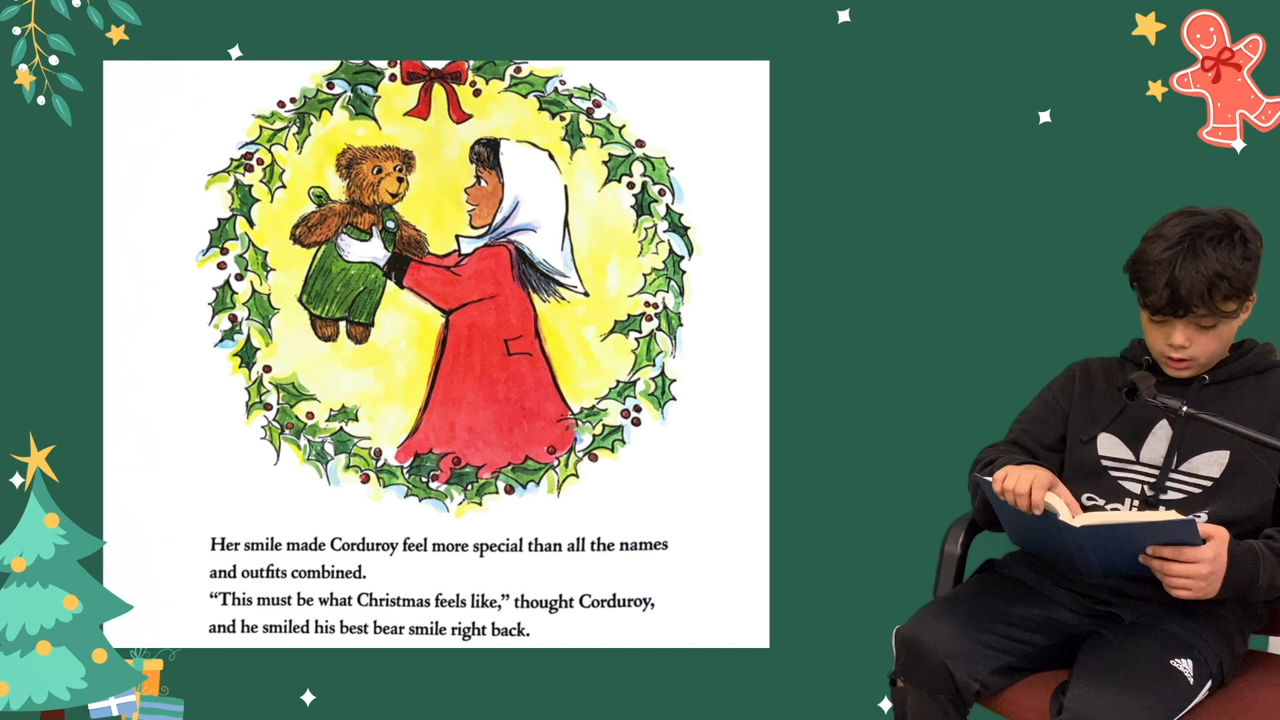 Her smile made Corduroy feel more special than all the names
and outfits combined.
“This must be what Christmas feels like,” thought Corduroy,
and he smiled his best bear smile right back.
adidas